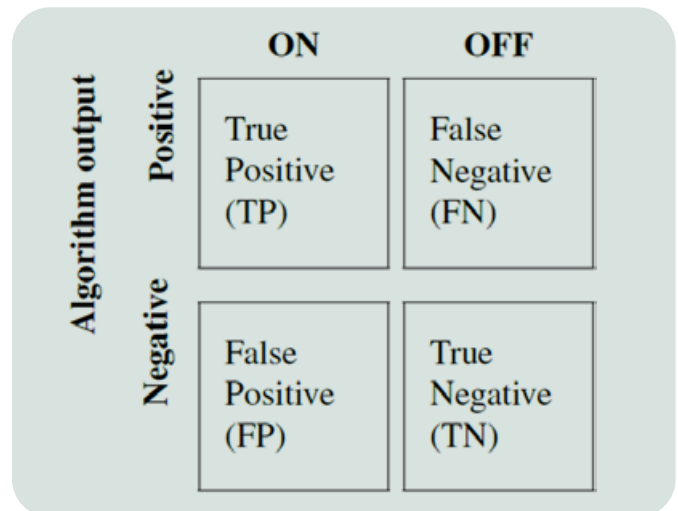 ON OFF
Algorithm output
Positive
True
Positive
(TP)
False
Negative
(FN)
Negative
False
Positive
(FP)
True
Negative
(TN)